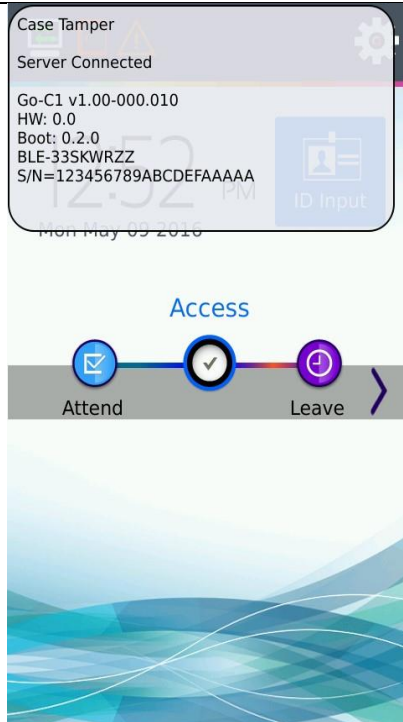 Case Tamper
Server Connected
Go-C1 v1.00-000.010
HW: 0.0
Boot: 0.2.0
BLE-33SKWRZZ
S/N=123456789ABCDEFAAAAA
12:52 PM
ID Input
Mon May 09 2016
Access
Attend
Leave